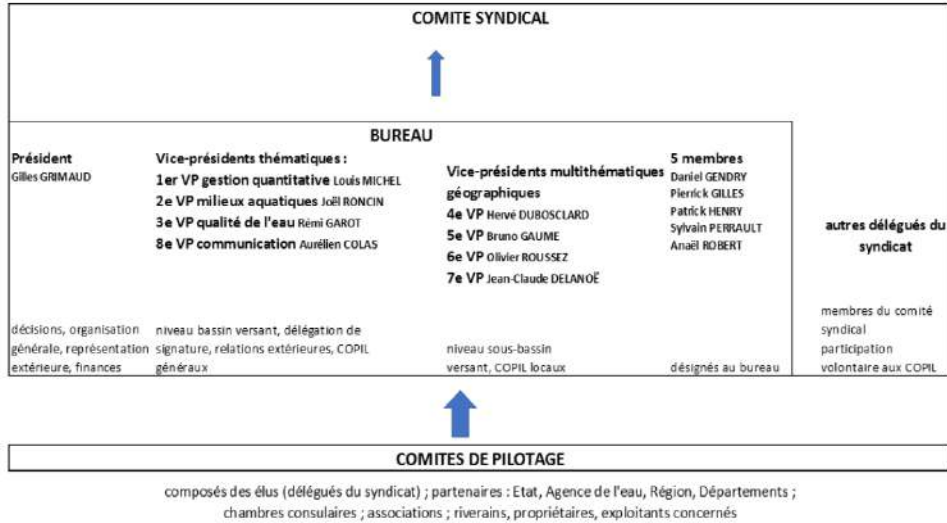 COMITE SYNDICAL
BUREAU
Président
Gilles GRIMAUD
Vice-présidents thématiques :
1er VP gestion quantitative Louis MICHEL
2e VP milieux aquatiques Joël RONCIN
3e VP qualité de l'eau Rémi GAROT
8e VP communication Aurélien COLAS
Vice-présidents multithématiques
géographiques
4e VP Hervé DUBOSCLARD
5e VP Bruno GAUME
6e VP Olivier ROUSSEZ
7e VP Jean-Claude DELANOË
5 membres
Daniel GENDRY
Pierrick GILLES
Patrick HENRY
Sylvain PERRAULT
Anaël ROBERT
autres délégués du
syndicat
décisions, organisation
générale, représentation
extérieure, finances
niveau bassin versant, délégation de
signature, relations extérieures, COPIL
généraux
niveau sous-bassin
versant, COPIL locaux
désignés au bureau
membres du comité
syndical
participation
volontaire aux COPIL
COMITES DE PILOTAGE
composés des élus (délégués du syndicat) ; partenaires : Etat, Agence de l'eau, Région, Départements ;
chambres consulaires ; associations ; riverains, propriétaires, exploitants concernés